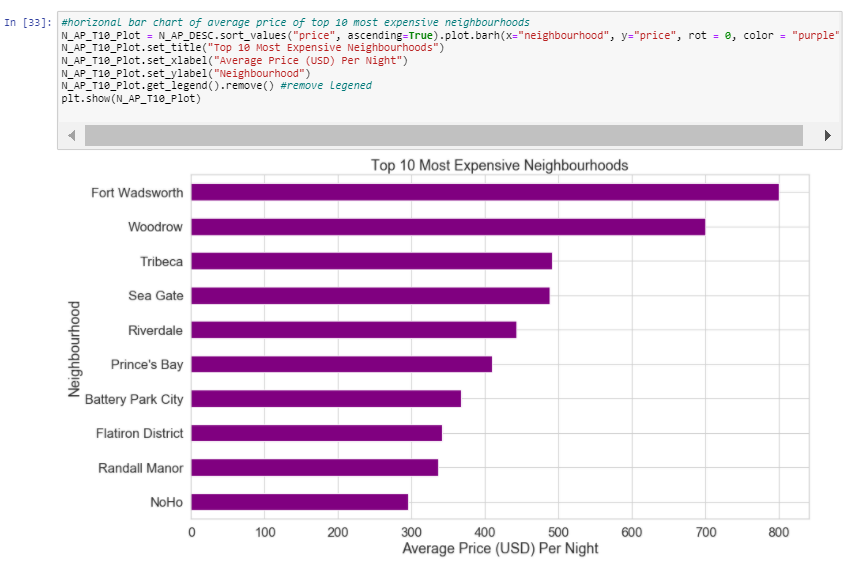 In [33]: #horizonal bar chart of average price of top 10 most expensive neighbourhoods
N_AP_T10_Plot = N_AP_DESC.sort_values("price", ascending=True).plot.barh(x="neighbourhood", y="price", rot = 0, color = "purple"
N_AP_T10_Plot.set_title("Top 10 Most Expensive Neighbourhoods")
N_AP_T10_Plot.set_xlabel("Average Price (USD) Per Night")
N_AP_T10_Plot.set_ylabel("Neighbourhood")
N_AP_T10_Plot.get_legend().remove() #remove Legened
plt.show(N_AP_T10_Plot)
Top 10 Most Expensive Neighbourhoods
Neighbourhood
Fort Wadsworth
Woodrow
Tribeca
Sea Gate
Riverdale
Prince's Bay
Battery Park City
Flatiron District
Randall Manor
NoHo
0 100 200 300 400 500 600 700 800
Average Price (USD) Per Night